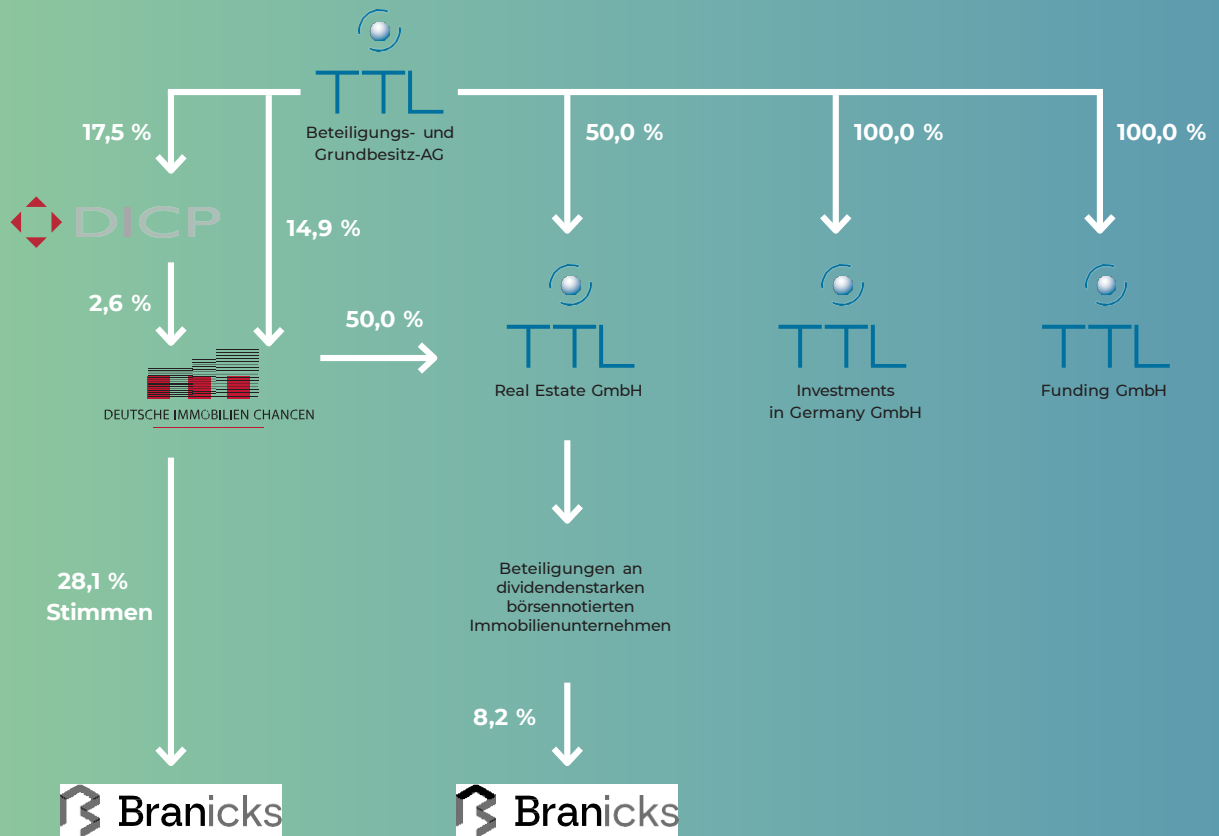 TTL
Beteiligungs- und
Grundbesitz-AG
17,5 %
50,0 %
100,0 %
100,0 %
DICP
14,9 %
2,6 %
50,0 %
DEUTSCHE IMMOBILIEN CHANCEN
TTL
Real Estate GmbH
TTL
Investments
in Germany GmbH
TTL
Funding GmbH
28,1 %
Stimmen
Beteiligungen an
dividendenstarken
börsennotierten
Immobilienunternehmen
8,2 %
Branicks
Branicks